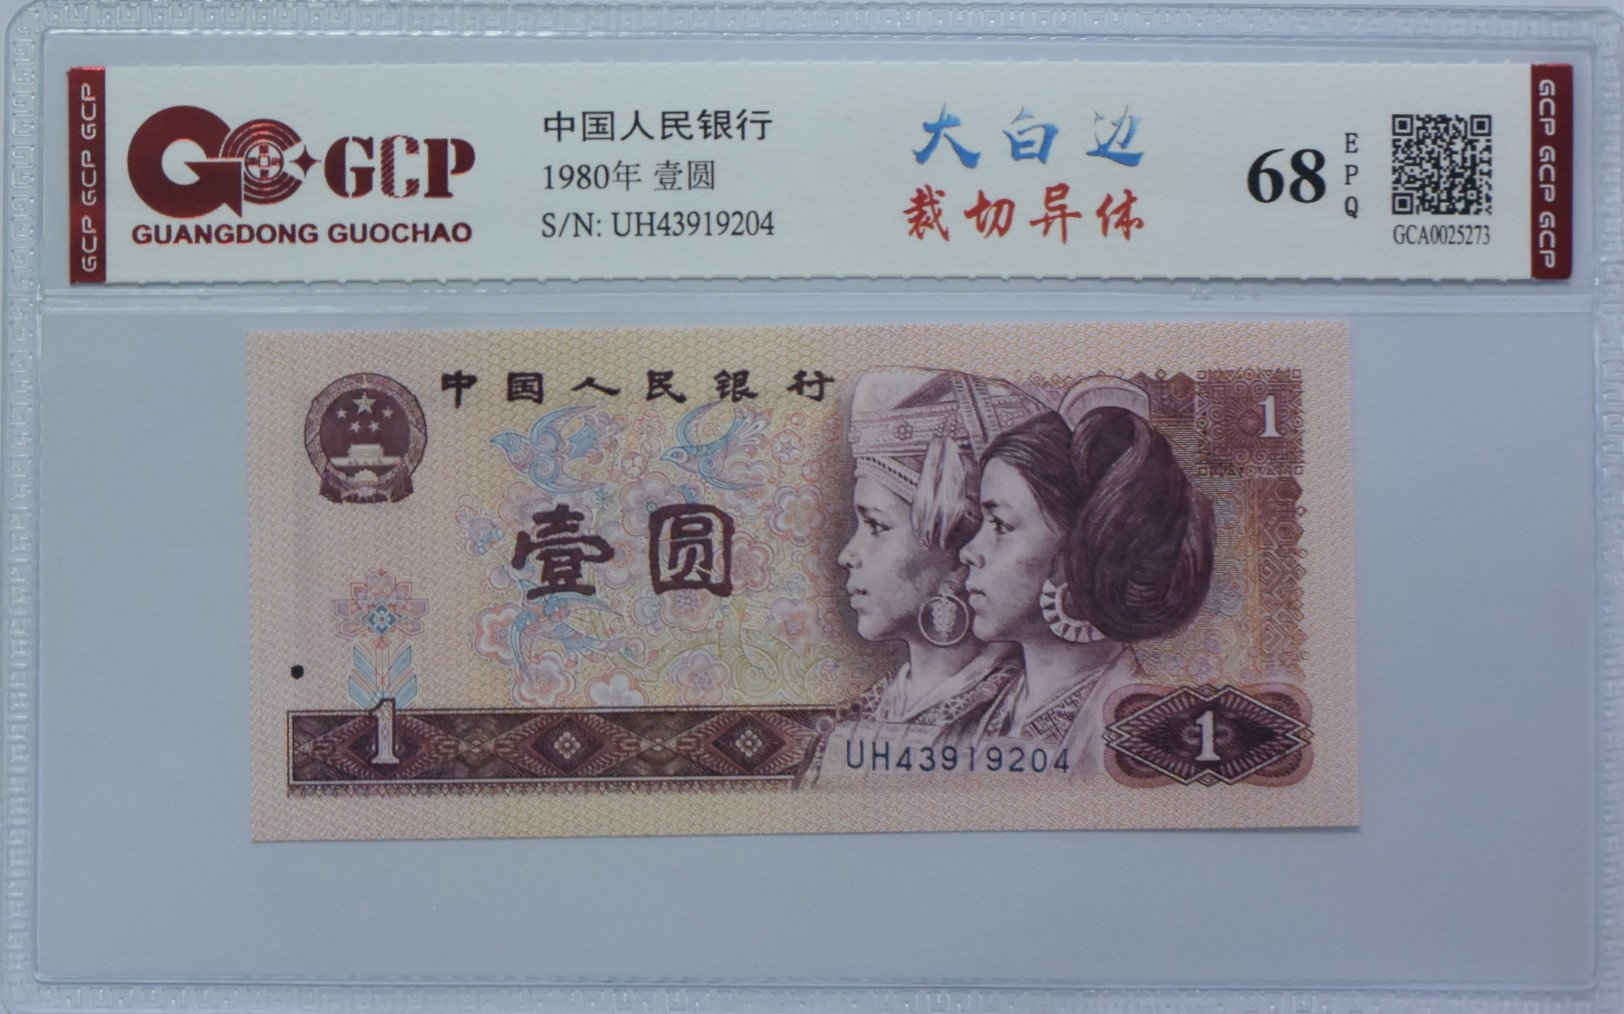 GCP GCP GCP
GCP
GUANGDONG GUOCHAO
中国人民银行
1980年 壹圆
S/N: UH43919204
大白边
裁切异体
68
EPQ
GCA0025273
GCP GCP GCP
中国人民银行
1
壹圆
1
UH43919204
1